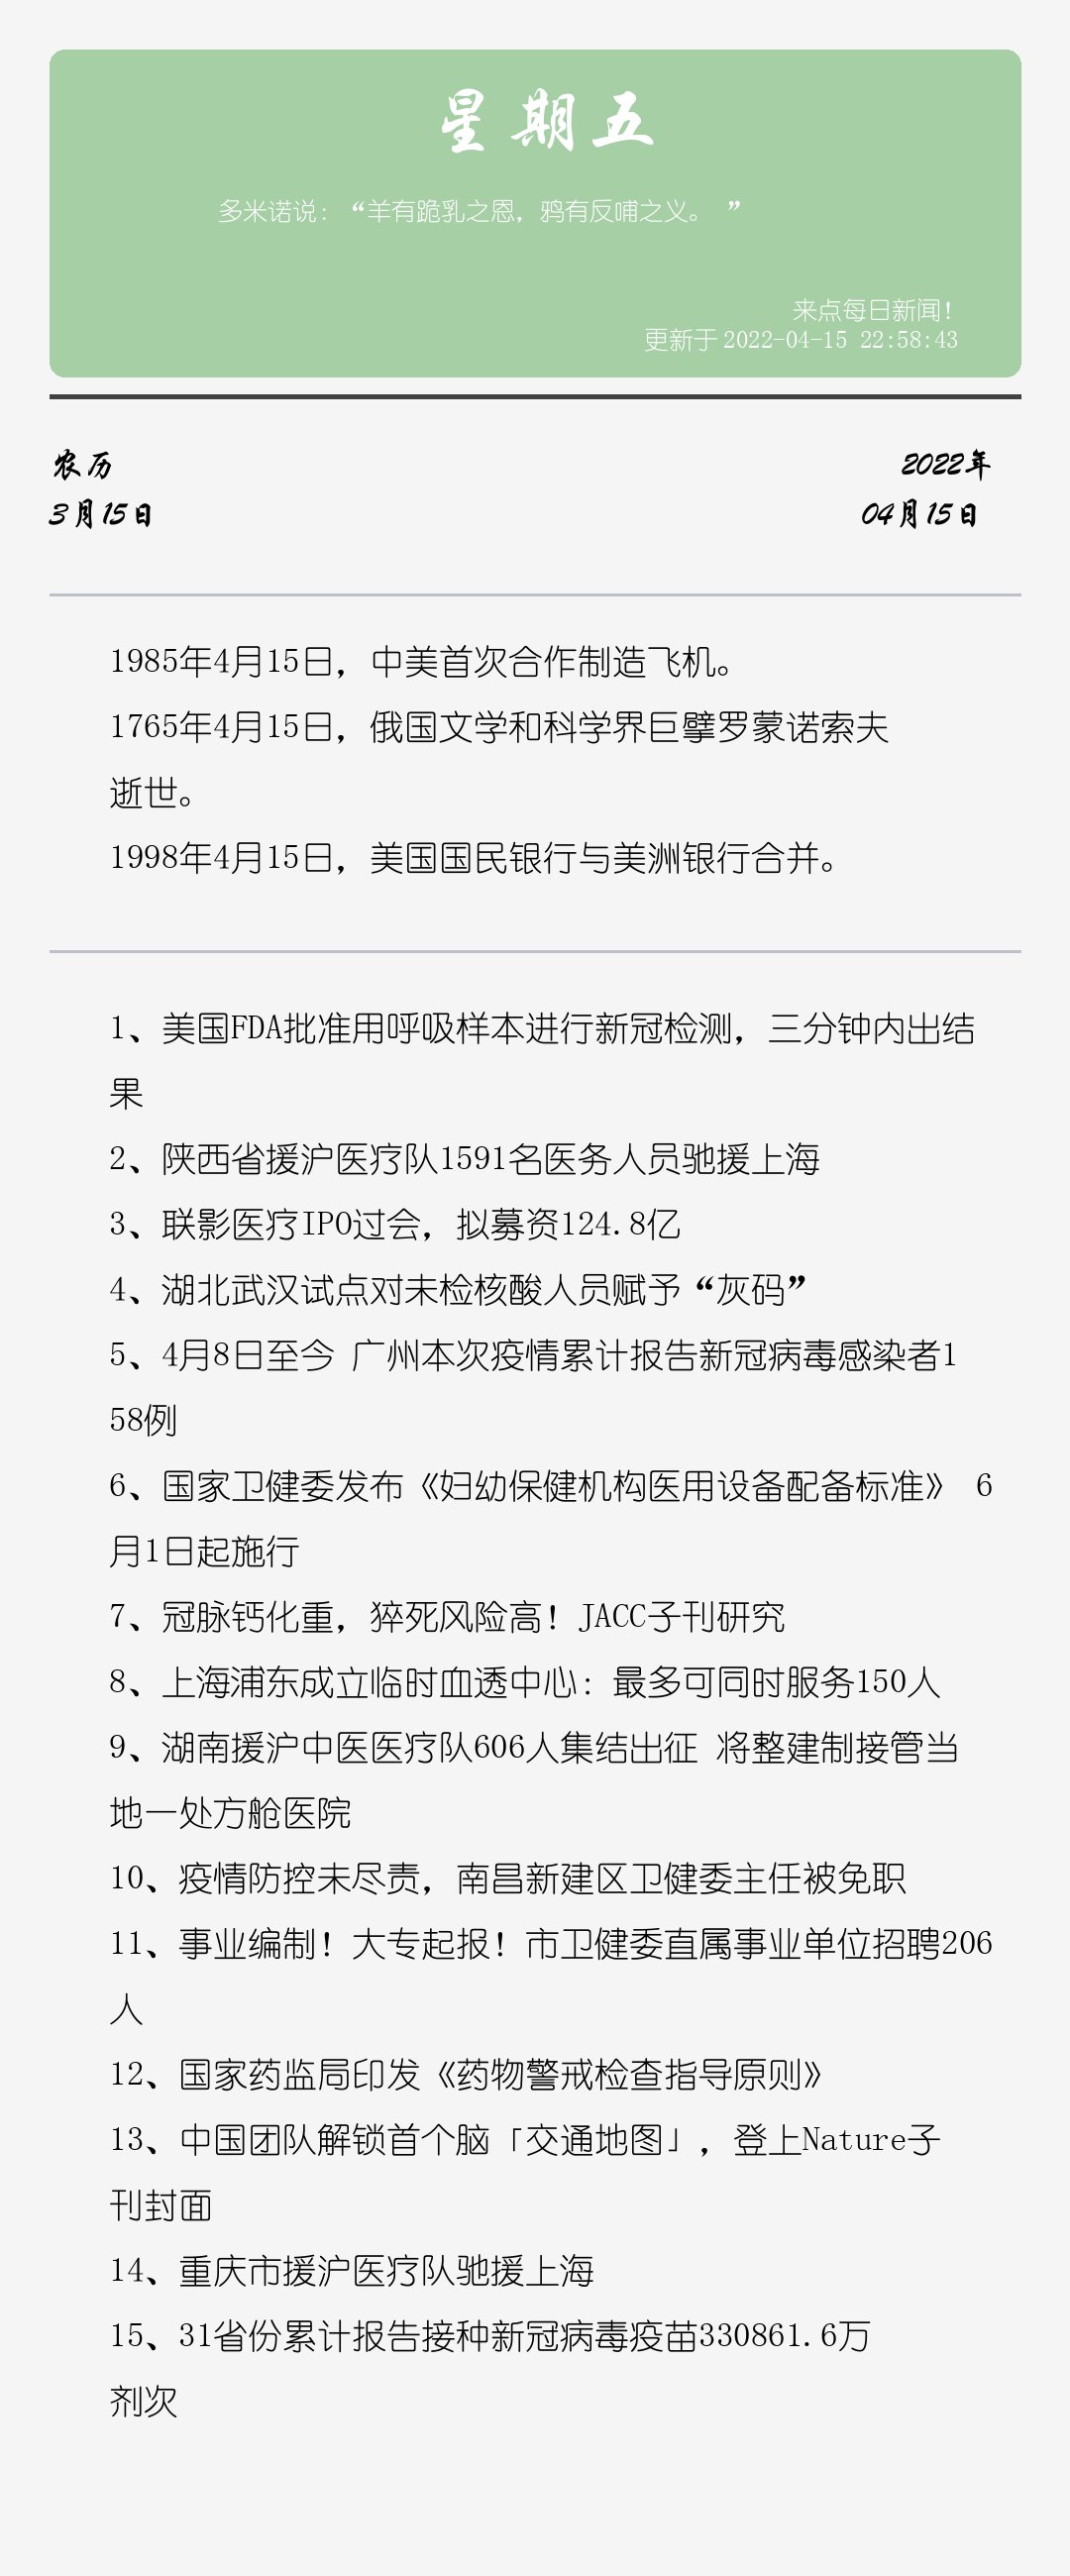 星期五
多米诺说：“羊有跪乳之恩，鸦有反哺之义。 ”
来点每日新闻！
更新于 2022-04-15 22:58:43
农历
2022年
3月15日
04月15日
1985年4月15日，中美首次合作制造飞机。
1765年4月15日，俄国文学和科学界巨擘罗蒙诺索夫
逝世。
1998年4月15日，美国国民银行与美洲银行合并。
1、美国FDA批准用呼吸样本进行新冠检测，三分钟内出结
果
2、陕西省援沪医疗队1591名医务人员驰援上海
3、联影医疗IPO过会，拟募资124.8亿
4、湖北武汉试点对未检核酸人员赋予“灰码”
5、4月8日至今 广州本次疫情累计报告新冠病毒感染者1
58例
6、国家卫健委发布《妇幼保健机构医用设备配备标准》 6
月1日起施行
7、冠脉钙化重，猝死风险高！JACC子刊研究
8、上海浦东成立临时血透中心：最多可同时服务150人
9、湖南援沪中医医疗队606人集结出征 将整建制接管当
地一处方舱医院
10、疫情防控未尽责，南昌新建区卫健委主任被免职
11、事业编制！大专起报！市卫健委直属事业单位招聘206
人
12、国家药监局印发《药物警戒检查指导原则》
13、中国团队解锁首个脑「交通地图」，登上Nature子
刊封面
14、重庆市援沪医疗队驰援上海
15、31省份累计报告接种新冠病毒疫苗330861.6万
剂次